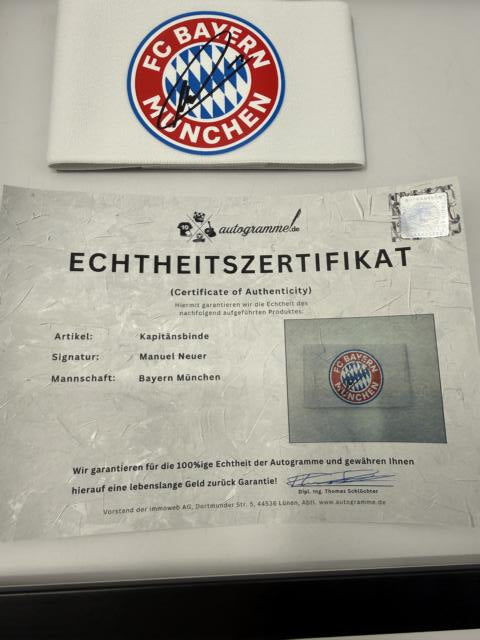 FC BAYERN
MÜNCHEN
autogramme.de
ECHTHEITSZERTIFIKAT
(Certificate of Authenticity)
Hiermit garantieren wir die Echtheit des
nachfolgend aufgeführten Produktes:
Artikel: Kapitänsbinde
Signatur: Manuel Neuer
Mannschaft: Bayern München
FC BAYERN
MÜNCHEN
Wir garantieren für die 100%ige Echtheit der Autogramme und gewähren Ihnen
hierauf eine lebenslange Geld zurück Garantie!
Dipl. Ing. Thomas Schlüchter
Vorstand der immoweb AG, Dortmunder Str. 5, 44536 Lünen, Abtl. www.autogramme.de